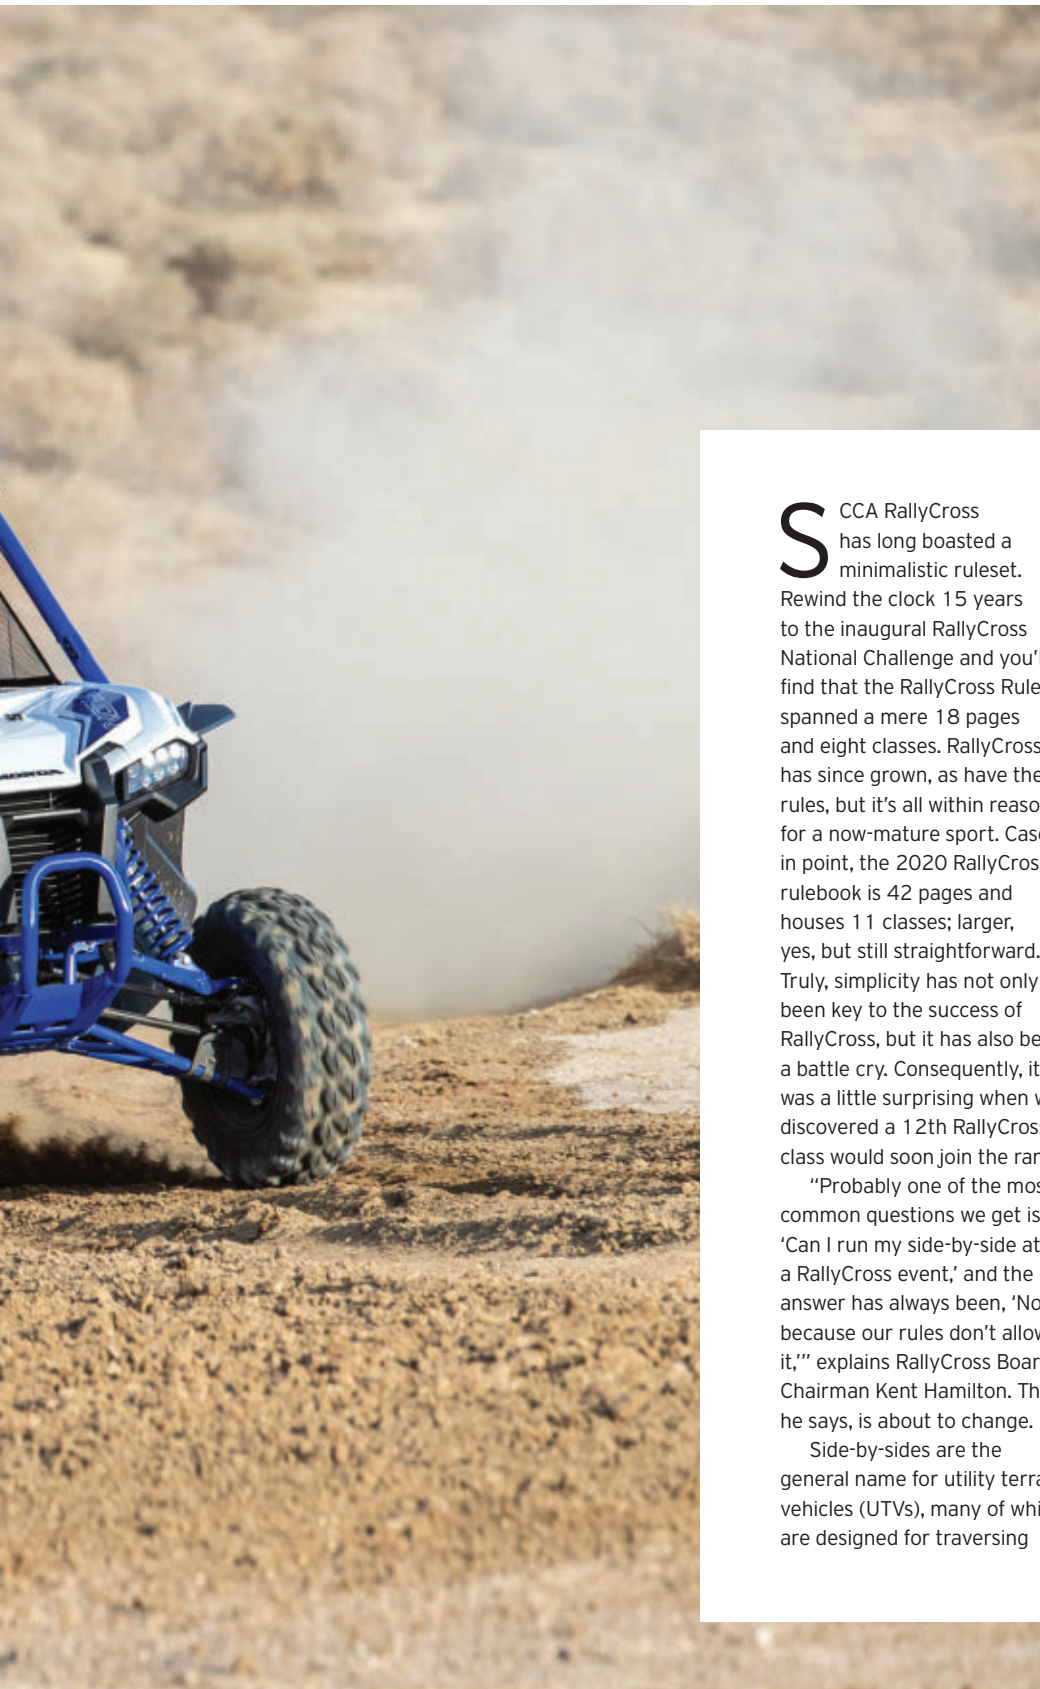 HONDA
SCCA RallyCross
has long boasted a
minimalistic ruleset.
Rewind the clock 15 years
to the inaugural RallyCross
National Challenge and you'l
find that the RallyCross Rule
spanned a mere 18 pages
and eight classes. RallyCross
has since grown, as have the
rules, but it's all within reaso
for a now-mature sport. Case
in point, the 2020 RallyCros
rulebook is 42 pages and
houses 11 classes; larger,
yes, but still straightforward.
Truly, simplicity has not only
been key to the success of
RallyCross, but it has also be
a battle cry. Consequently, it
was a little surprising when w
discovered a 12th RallyCross
class would soon join the ran
“Probably one of the mos
common questions we get is
‘Can I run my side-by-side at
a RallyCross event,’ and the
answer has always been, ‘No
because our rules don’t allow
it,’” explains RallyCross Boar
Chairman Kent Hamilton. Th
he says, is about to change.
Side-by-sides are the
general name for utility terra
vehicles (UTVs), many of whi
are designed for traversing